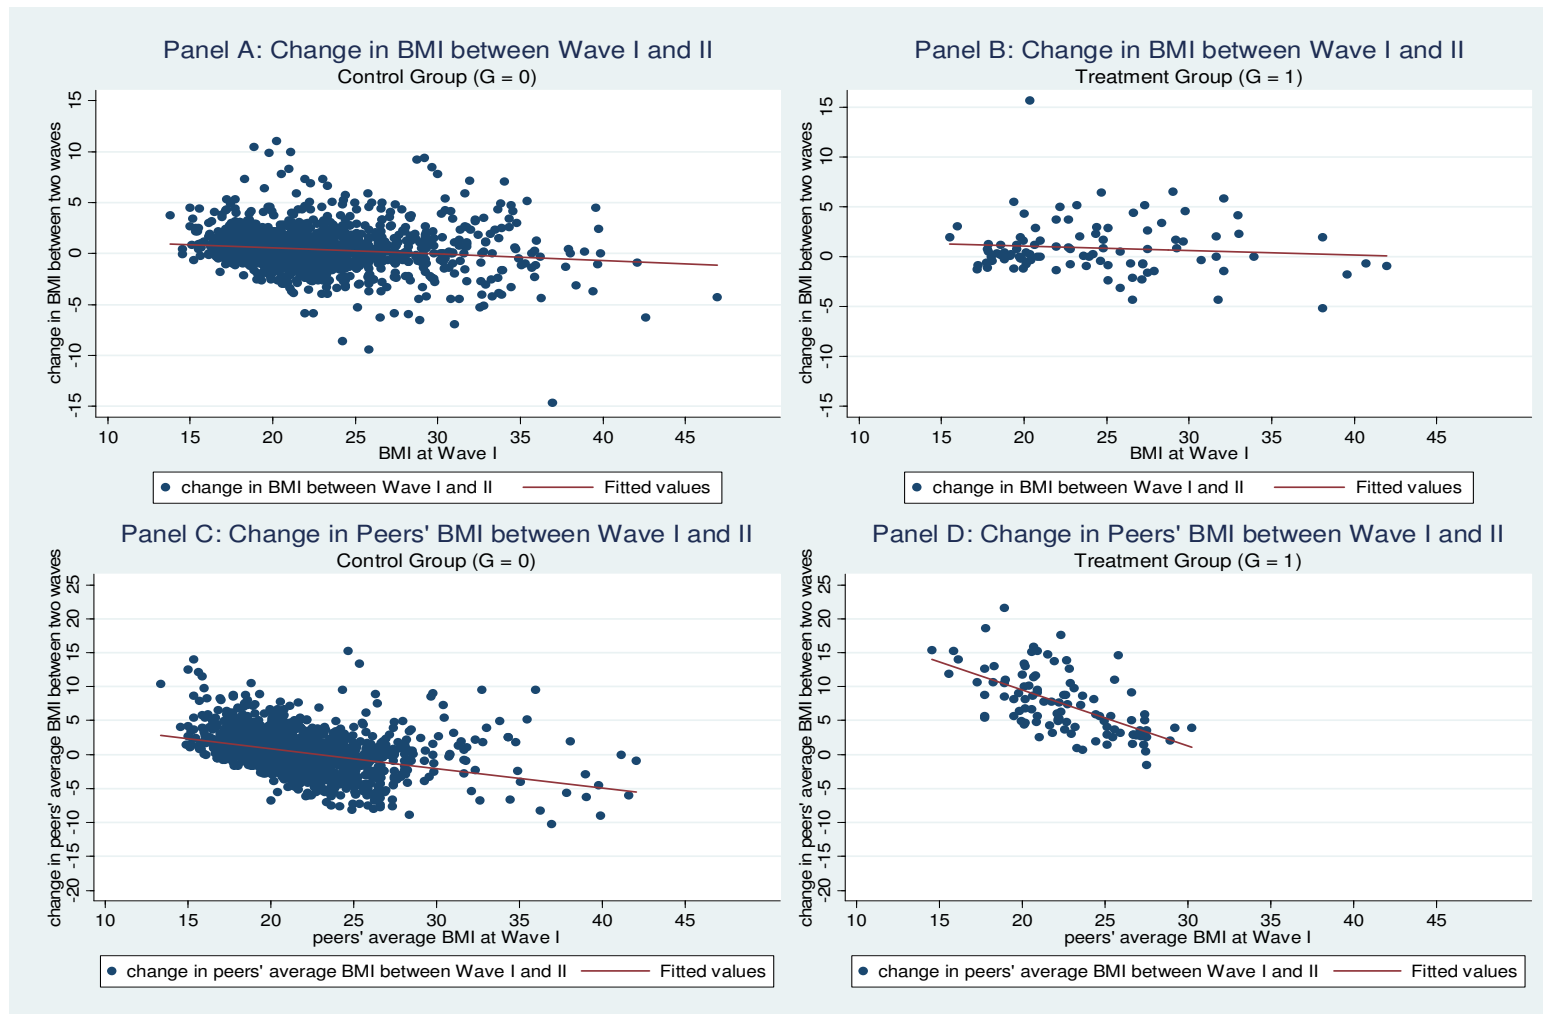 Panel A: Change in BMI between Wave I and II
Control Group (G = 0)
change in BMI between two waves
15
10
5
0
-5
-10
-15
10 15 20 25 30 35 40 45
BMI at Wave I
change in BMI between Wave I and II Fitted values
Panel B: Change in BMI between Wave I and II
Treatment Group (G = 1)
change in BMI between two waves
15
10
5
0
-5
-10
-15
10 15 20 25 30 35 40 45
BMI at Wave I
change in BMI between Wave I and II Fitted values
Panel C: Change in Peers' BMI between Wave I and II
Control Group (G = 0)
change in peers' average BMI between two waves
25
20
15
10
5
0
-5
-10
-15
-20
10 15 20 25 30 35 40 45
peers' average BMI at Wave I
change in peers' average BMI between Wave I and II Fitted values
Panel D: Change in Peers' BMI between Wave I and II
Treatment Group (G = 1)
change in peers' average BMI between two waves
25
20
15
10
5
0
-5
-10
-15
-20
10 15 20 25 30 35 40 45
peers' average BMI at Wave I
change in peers' average BMI between Wave I and II Fitted values